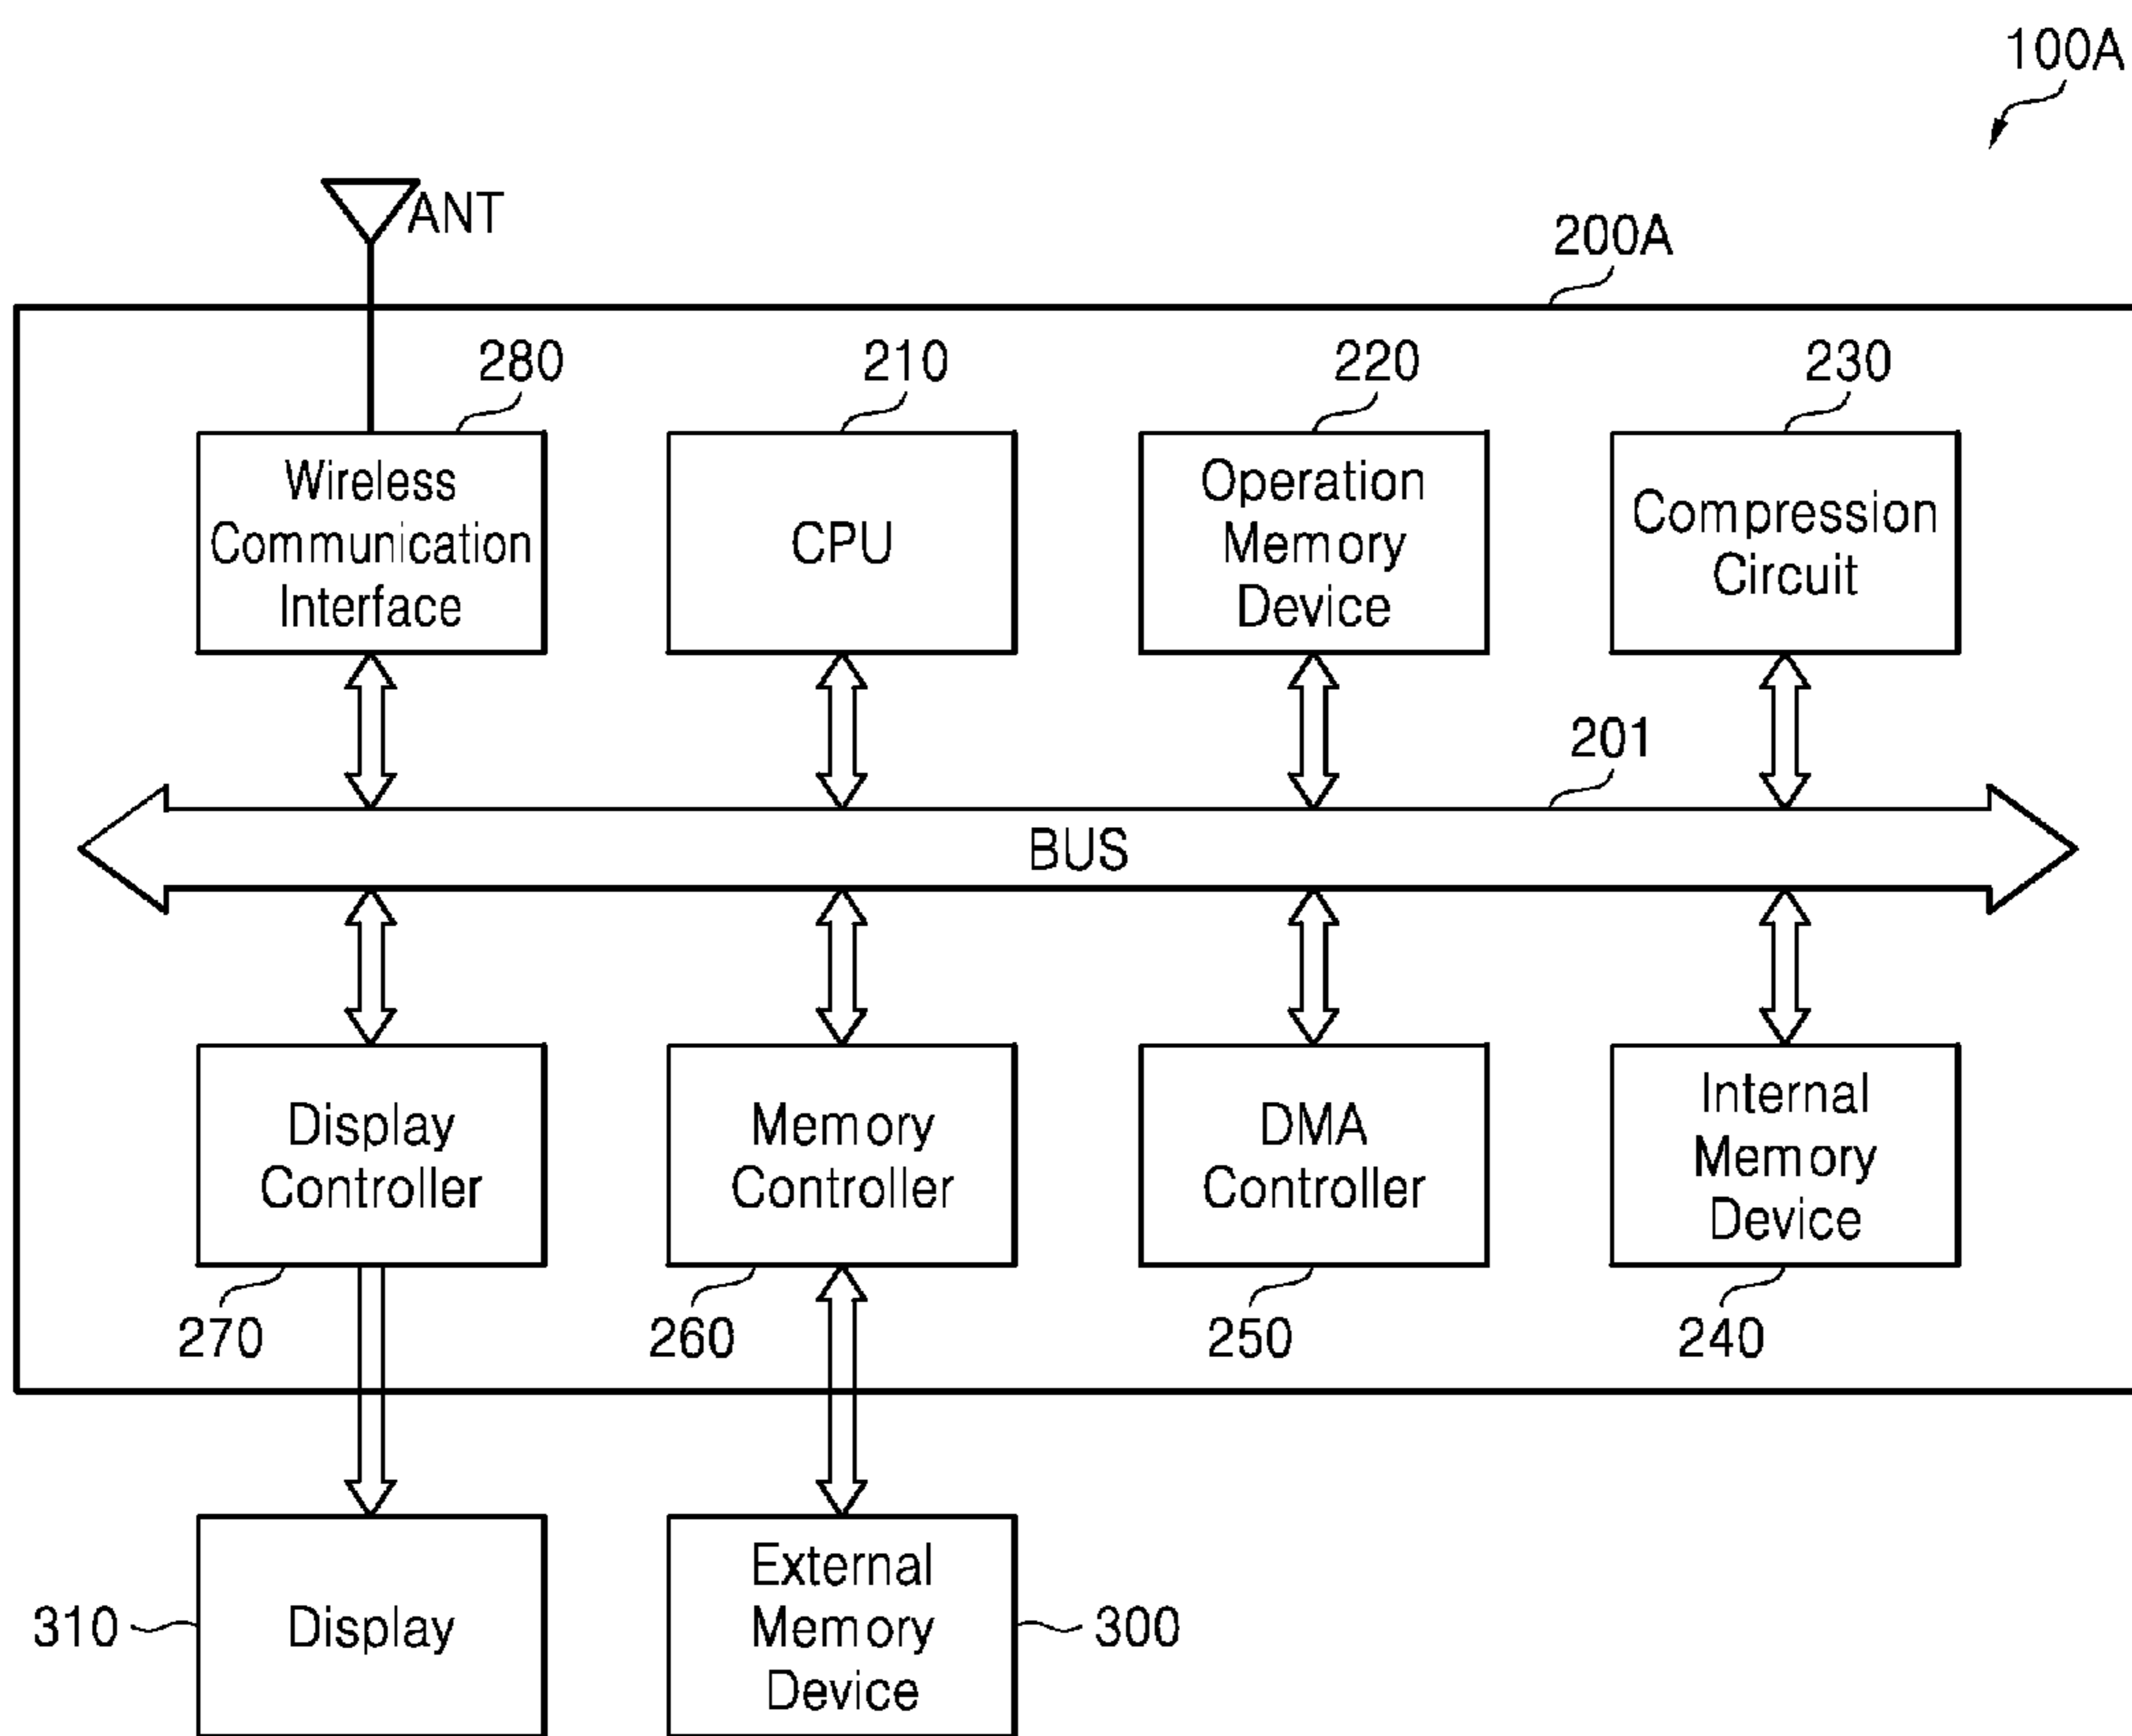 100A
ANT
200A
280
210
220
230
Wireless
Communication
Interface
CPU
Operation
Memory
Device
Compression
Circuit
201
BUS
Display
Controller
Memory
Controller
DMA
Controller
Internal
Memory
Device
270
260
250
240
310
Display
External
Memory
Device
300